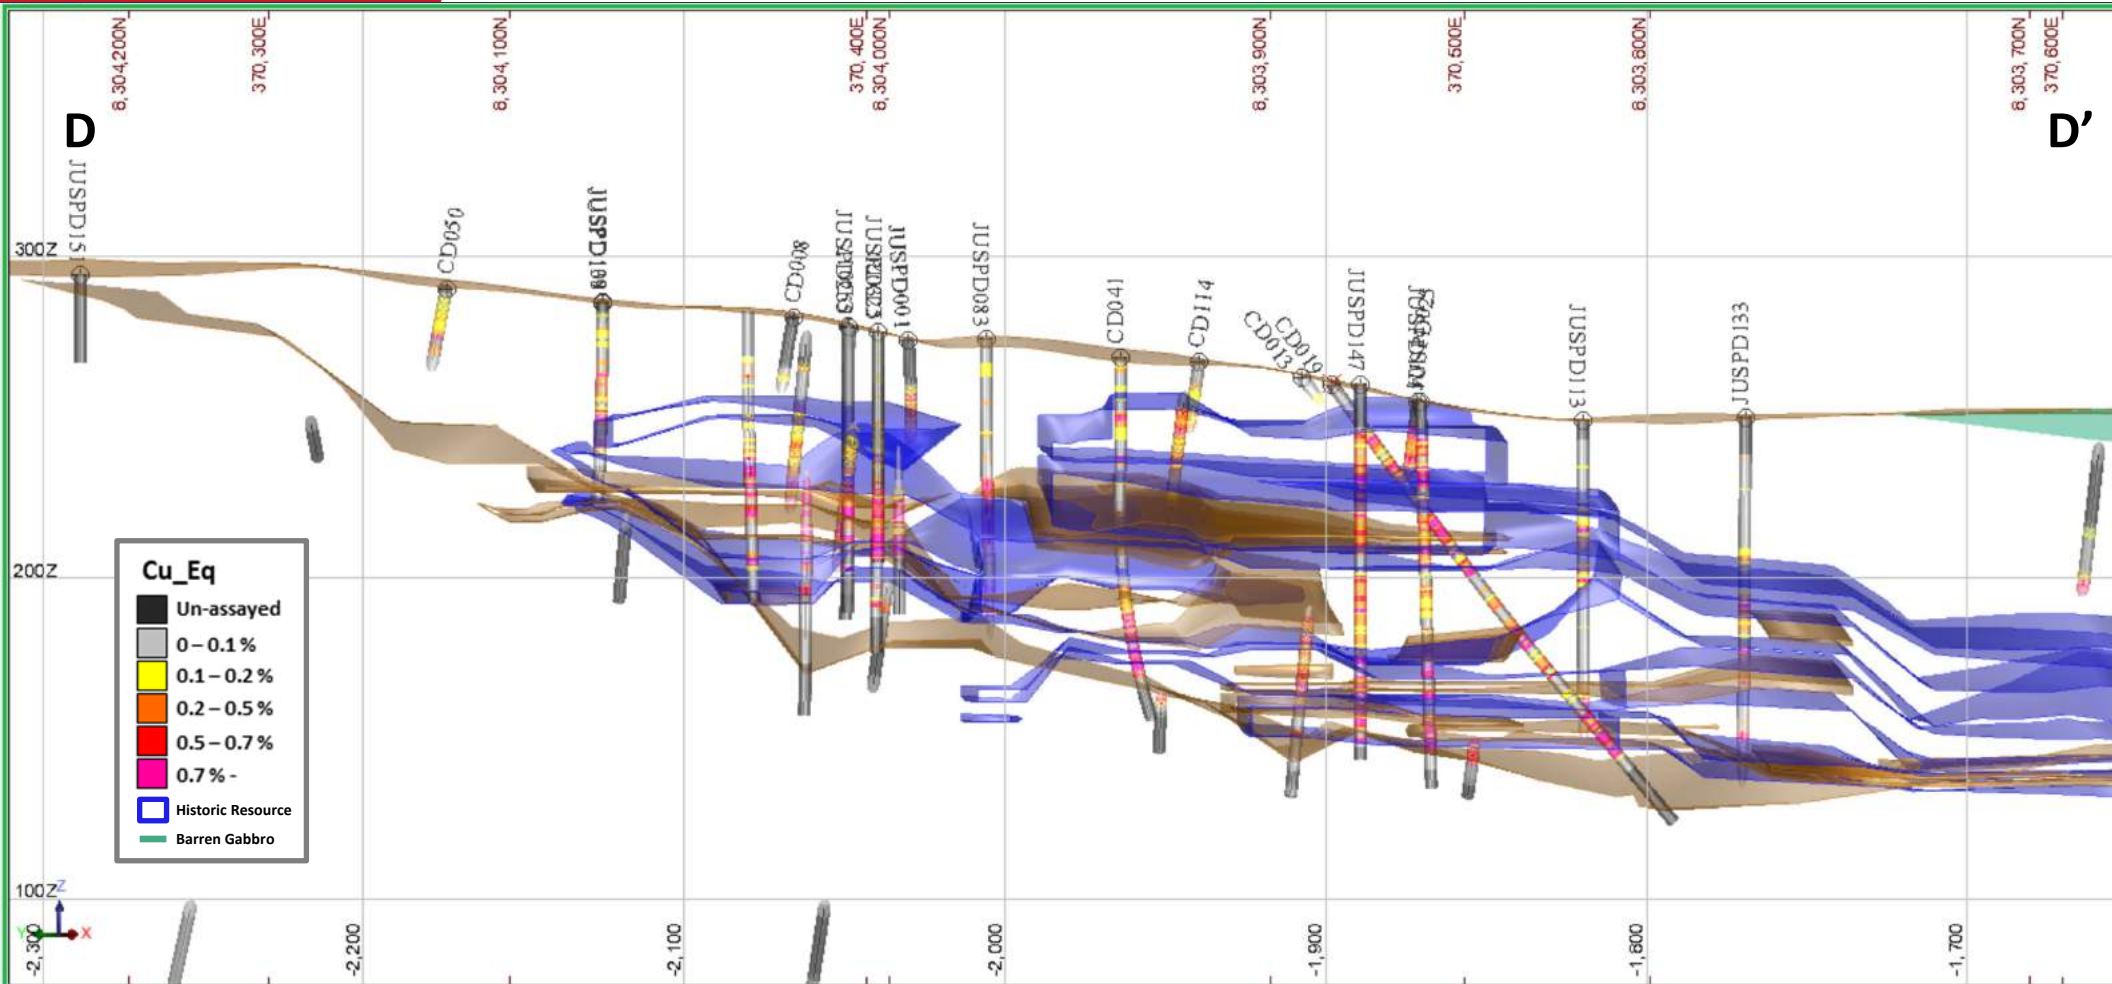 8,304,200N
370,300E
8,304,100N
370,400E
8,304,000N
8,303,900N
370,500E
8,303,800N
8,303,700N
370,600E
D
D'
JUSPD151
CD050
CD008
JUSPD001
JUSPD083
CD041
CD114
CD013
CD019
JUSPD147
JUSPD113
JUSPD133
300Z
200Z
100Z
Cu_Eq
Un-assayed
0 – 0.1 %
0.1 – 0.2 %
0.2 – 0.5 %
0.5 – 0.7 %
0.7 % -
Historic Resource
Barren Gabbro
Z
Y
X
-2,300
-2,200
-2,100
-2,000
-1,900
-1,800
-1,700